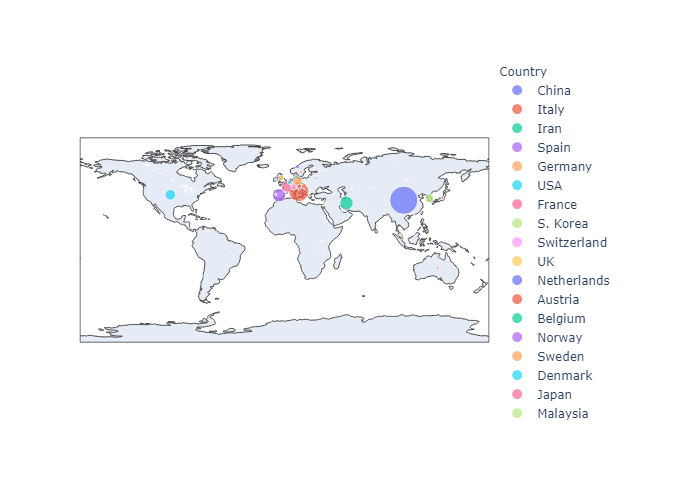 Country
China
Italy
Iran
Spain
Germany
USA
France
S. Korea
Switzerland
UK
Netherlands
Austria
Belgium
Norway
Sweden
Denmark
Japan
Malaysia